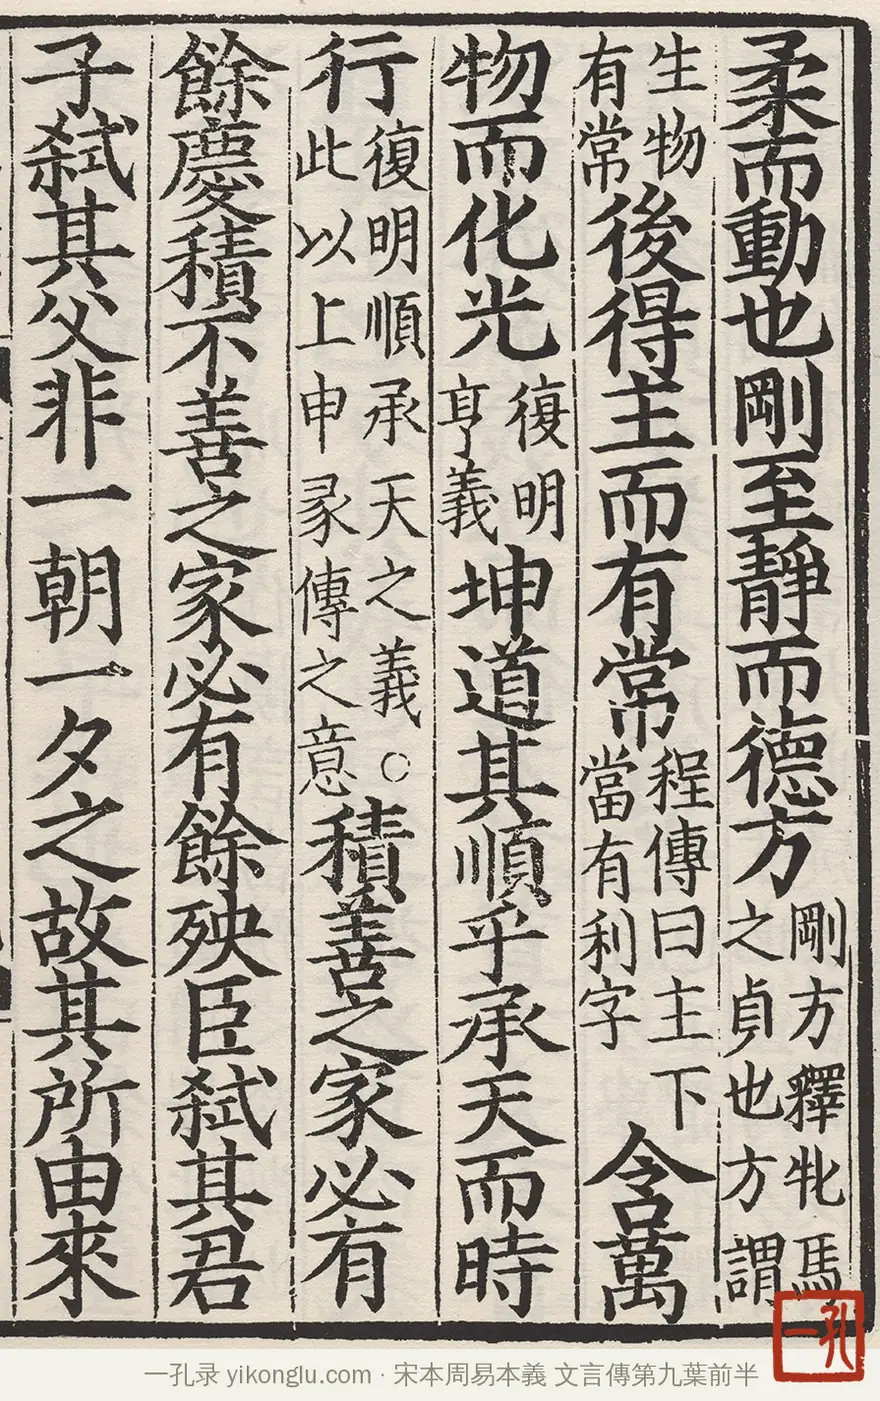 柔而動也剛至靜而德方剛方釋牝馬之貞也方謂
生物有常後得主而有常程傳曰主下當有利字含萬
物而化光復明亨義坤道其順乎承天而時
行復明順承天之義○此以上申彖傳之意積善之家必有
餘慶積不善之家必有餘殃臣弒其君
子弒其父非一朝一夕之故其所由來
一孔
一孔录 yikonglu.com · 宋本周易本義 文言傳第九葉前半